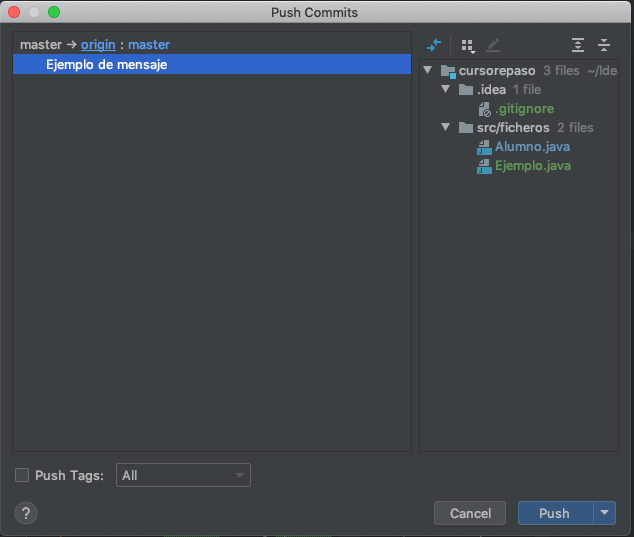 Push Commits
master → origin : master
Ejemplo de mensaje
cursorepaso 3 files ~/Idea
.idea 1 file
.gitignore
src/ficheros 2 files
Alumno.java
Ejemplo.java
Push Tags: All
? Cancel Push